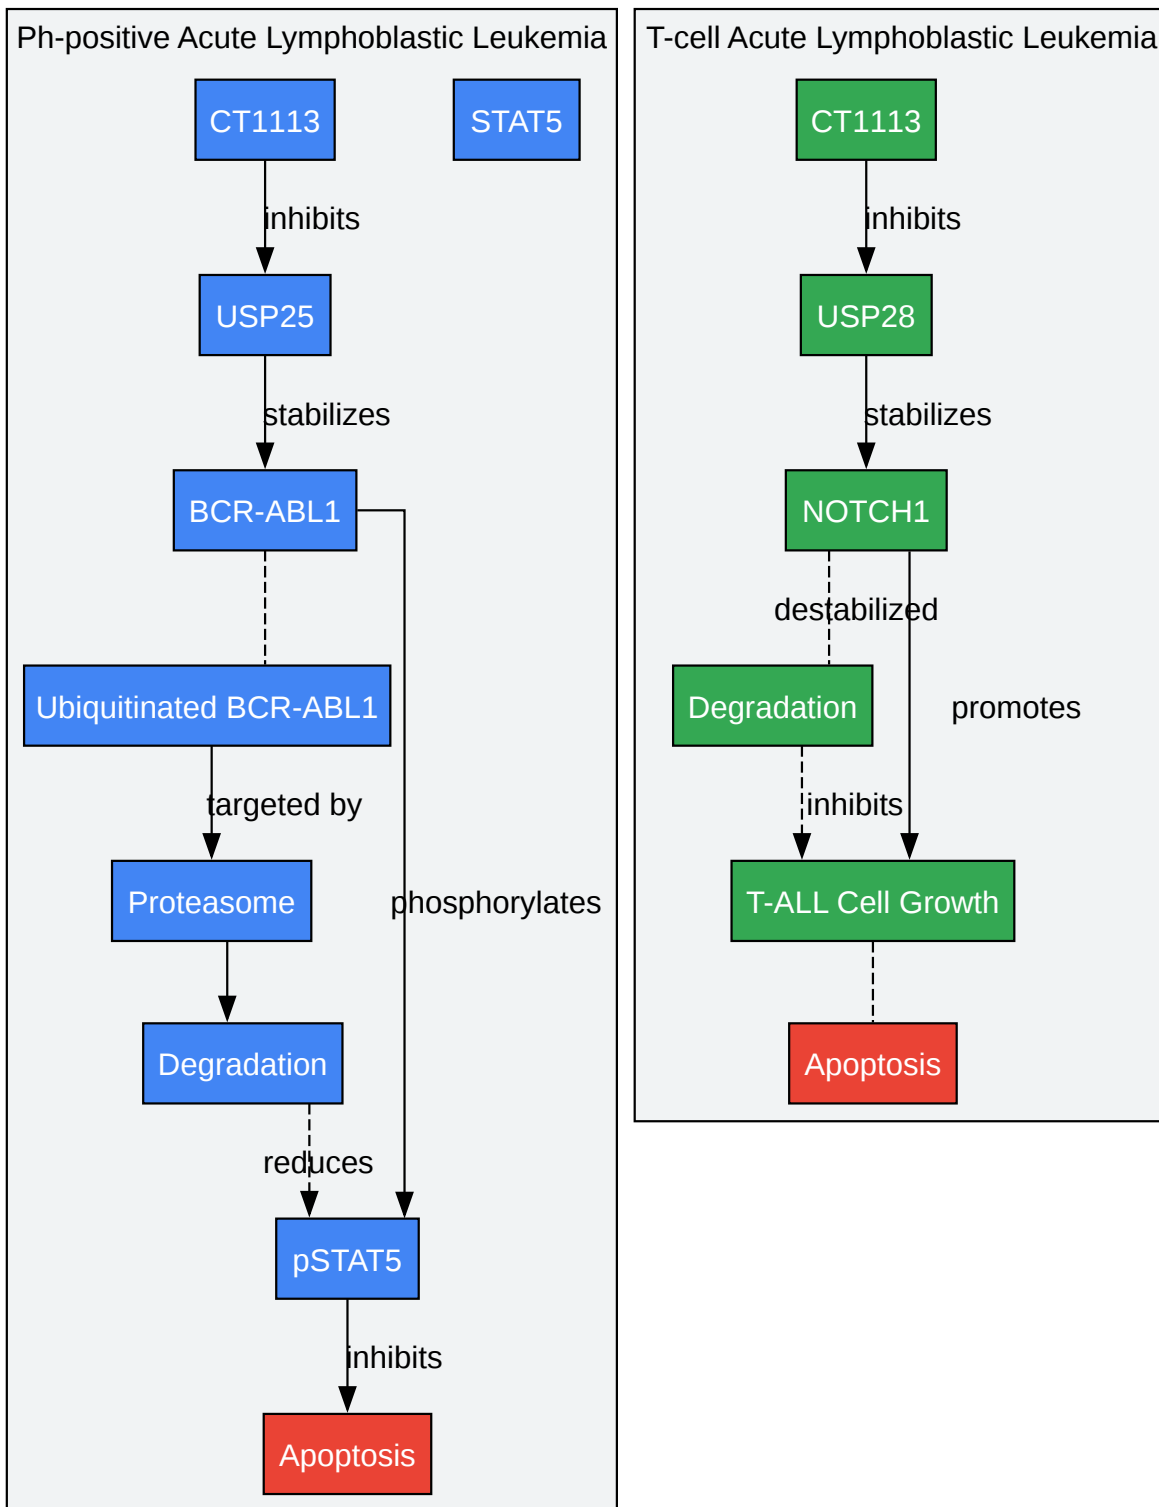 Ph-positive Acute Lymphoblastic Leukemia
CT1113
STAT5
inhibits
USP25
stabilizes
BCR-ABL1
Ubiquitinated BCR-ABL1
targeted by
Proteasome
phosphorylates
Degradation
reduces
pSTAT5
inhibits
Apoptosis
T-cell Acute Lymphoblastic Leukemia
CT1113
inhibits
USP28
stabilizes
NOTCH1
destabilized
Degradation
promotes
inhibits
T-ALL Cell Growth
Apoptosis